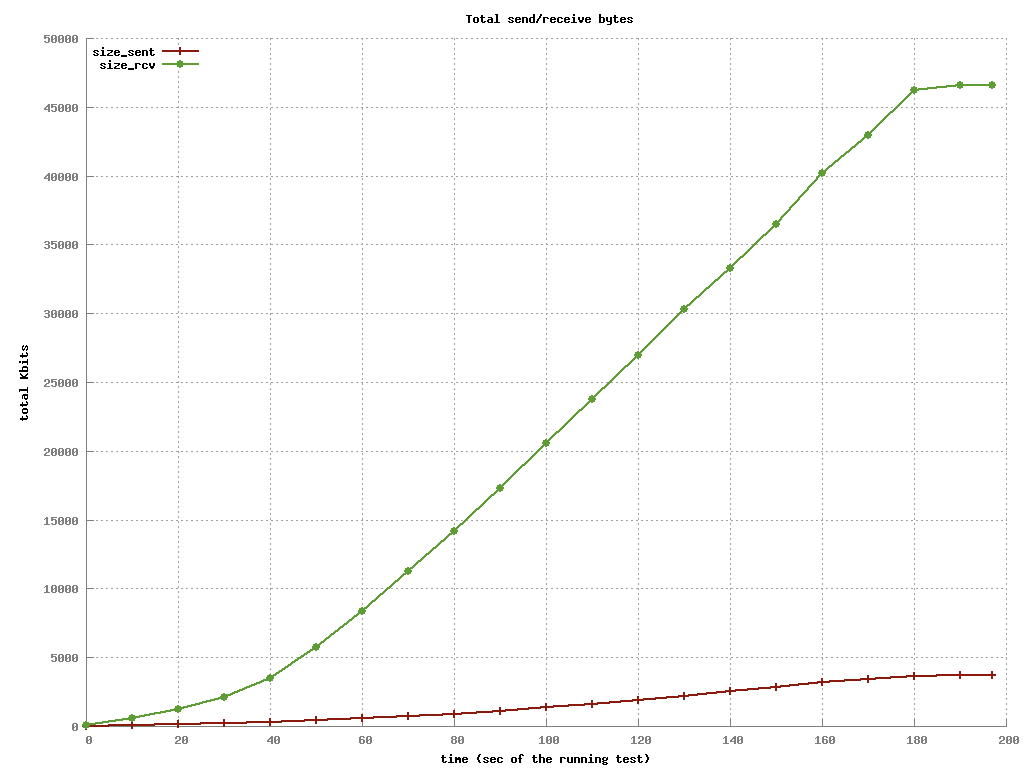 Total send/receive bytes
50000
size_sent
size_rcv
45000
40000
35000
30000
total Kbits
25000
20000
15000
10000
5000
0
0 20 40 60 80 100 120 140 160 180 200
time (sec of the running test)